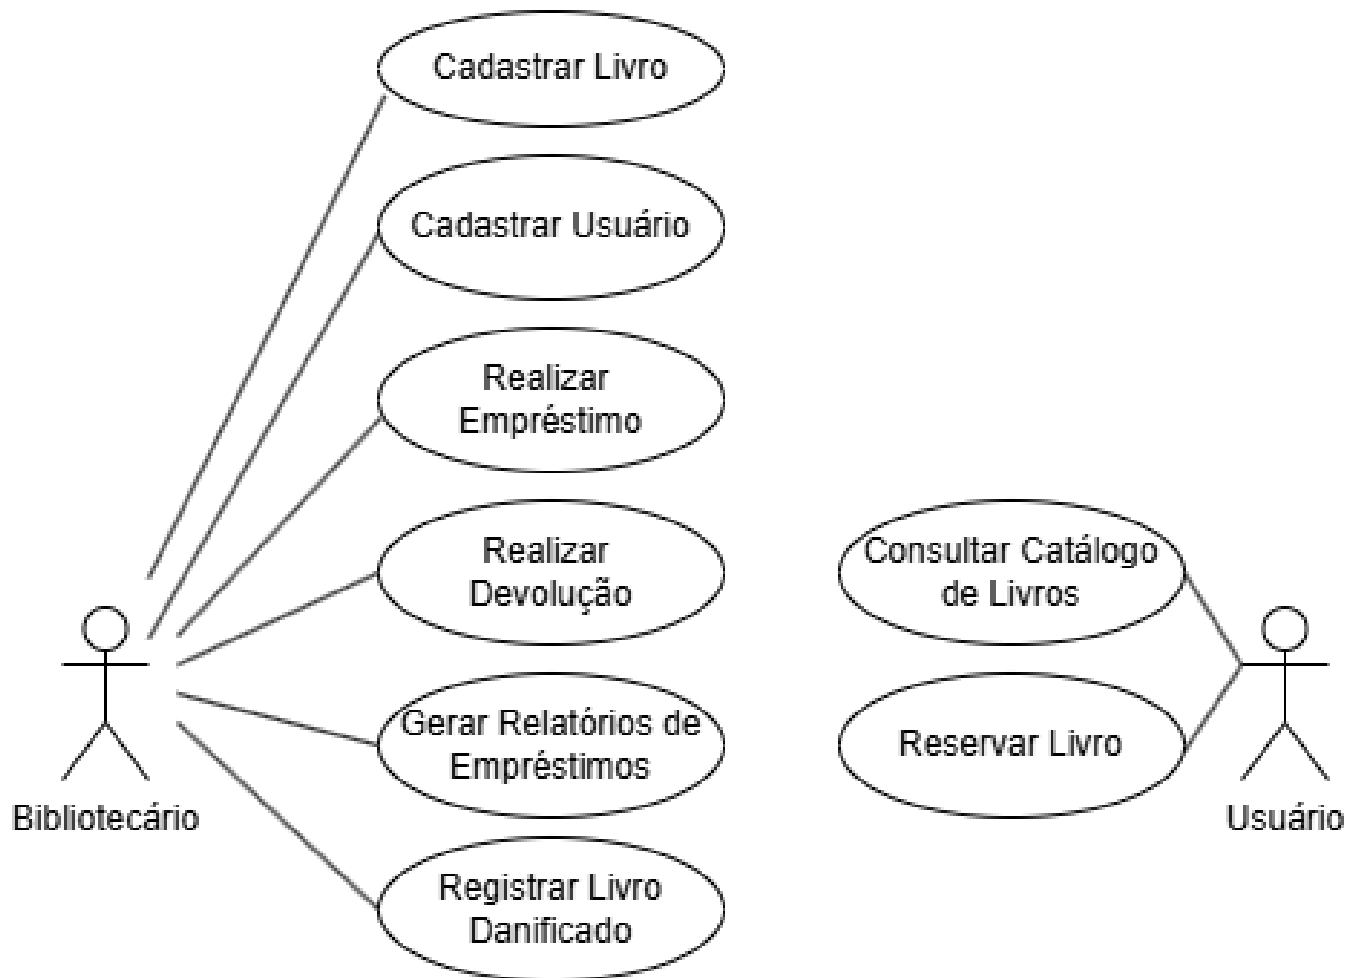 Cadastrar Livro
Cadastrar Usuário
Realizar
Empréstimo
Realizar
Devolução
Gerar Relatórios de
Empréstimos
Registrar Livro
Danificado
Bibliotecário
Consultar Catálogo
de Livros
Reservar Livro
Usuário